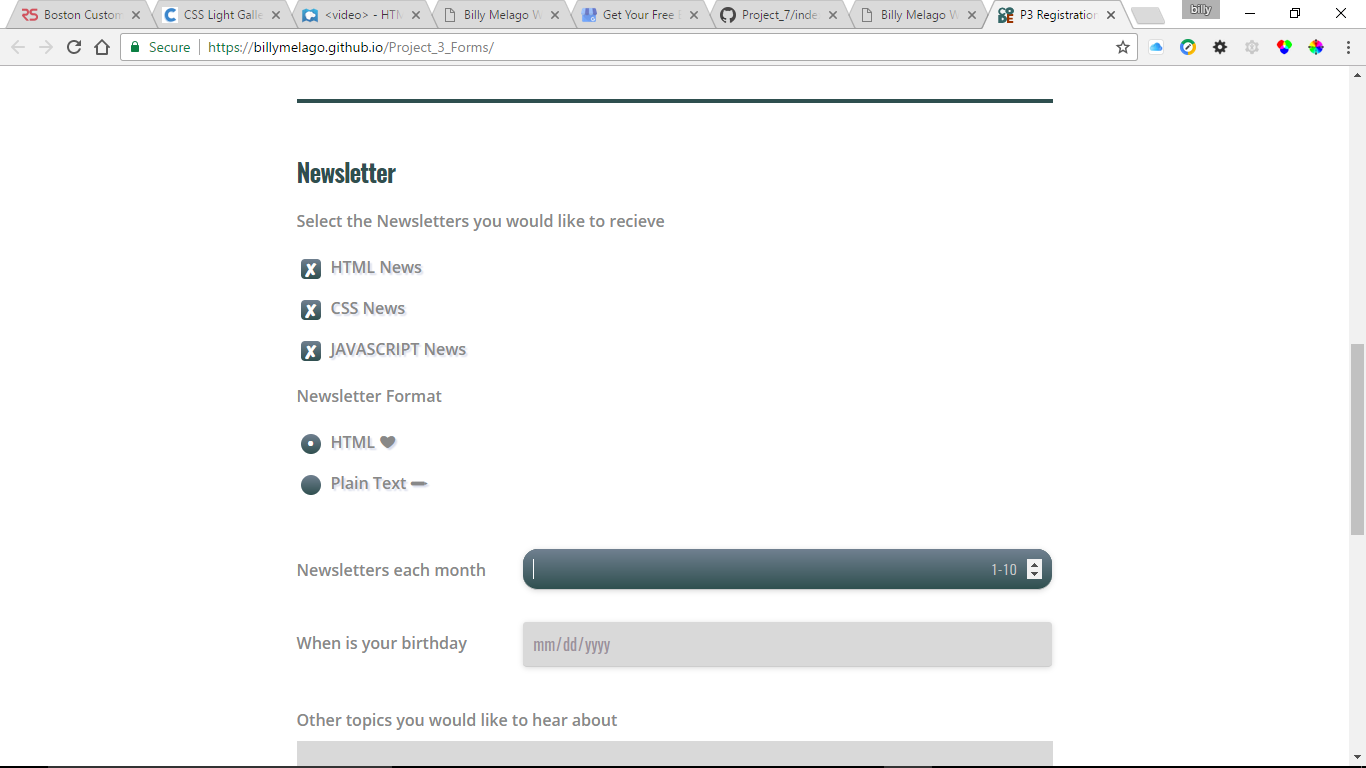 Boston Custom
CSS Light Galle
<video> - HTM
Billy Melago W
Get Your Free
Project_7/inde
Billy Melago W
P3 Registration
billy
Secure
https://billymelago.github.io/Project_3_Forms/
Newsletter
Select the Newsletters you would like to recieve
HTML News
CSS News
JAVASCRIPT News
Newsletter Format
HTML
Plain Text
Newsletters each month
1-10
When is your birthday
mm/dd/yyyy
Other topics you would like to hear about